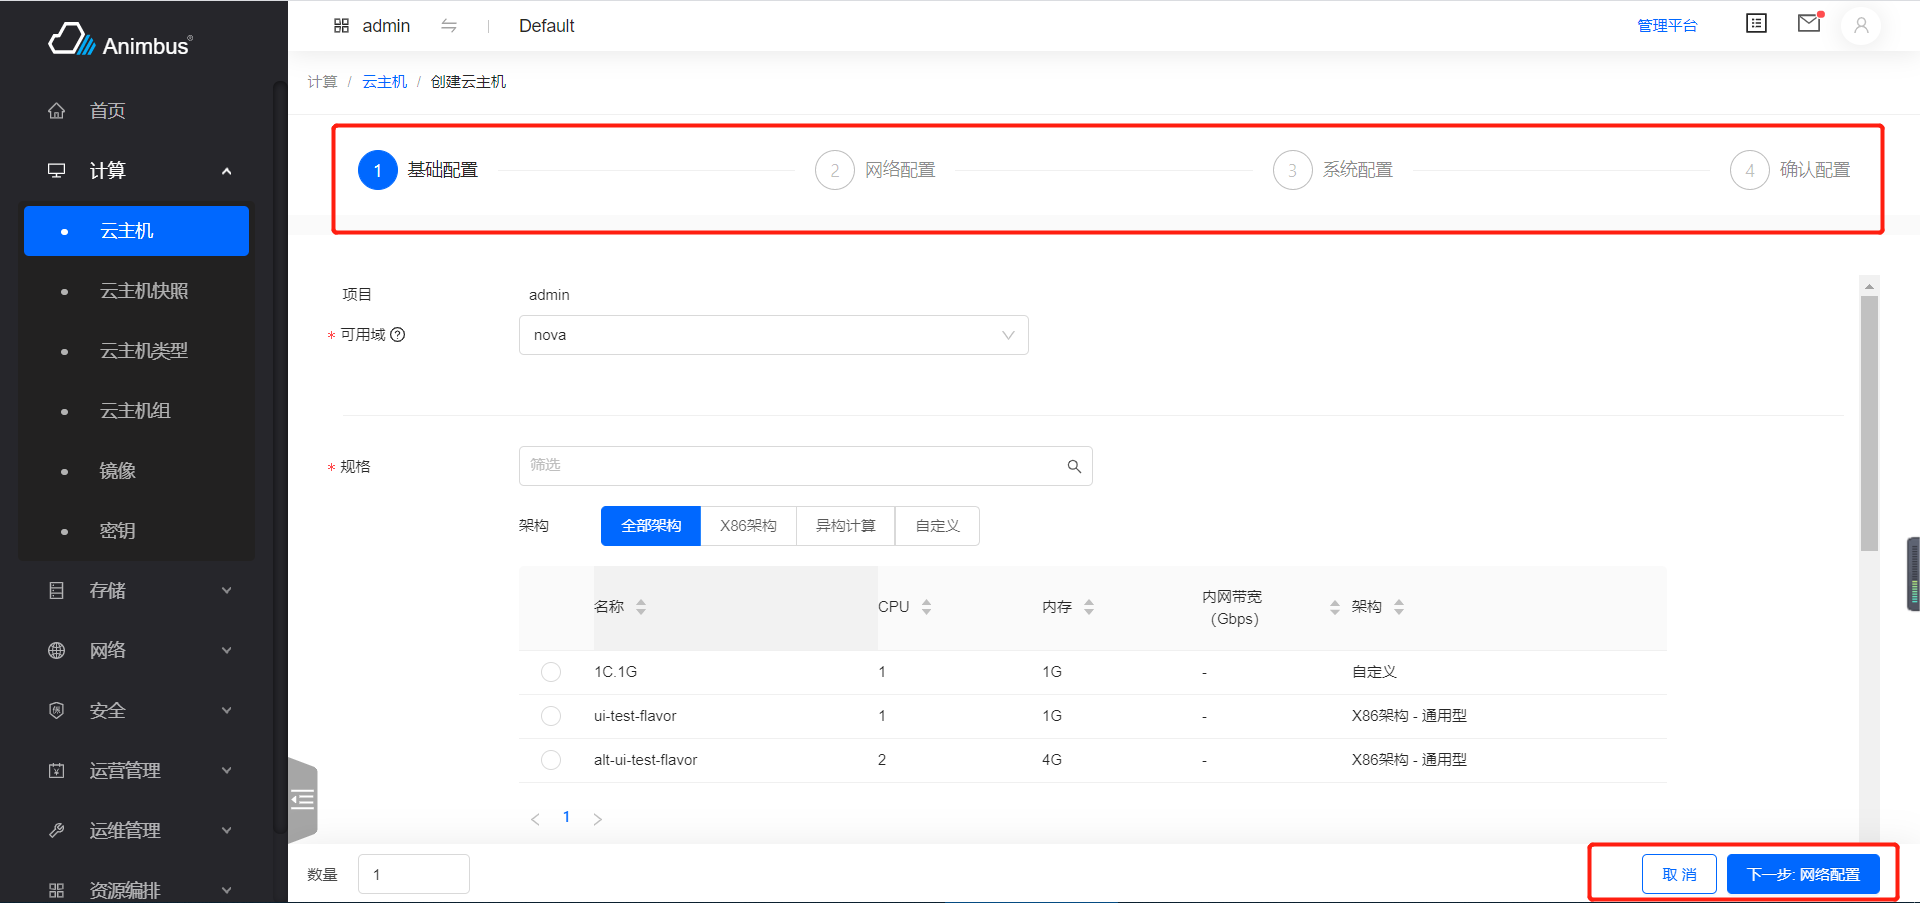 Animbus®
首页
计算
云主机
云主机快照
云主机类型
云主机组
镜像
密钥
存储
网络
安全
运营管理
运维管理
资源编排
admin
Default
管理平台
计算 / 云主机 / 创建云主机
1 基础配置
2 网络配置
3 系统配置
4 确认配置
项目 admin
* 可用域 nova
* 规格 筛选
架构 全部架构 X86架构 异构计算 自定义
名称 CPU 内存 内网带宽 架构
（Gbps）
1C.1G 1 1G - 自定义
ui-test-flavor 1 1G - X86架构 - 通用型
alt-ui-test-flavor 2 4G - X86架构 - 通用型
< 1 >
数量 1
取 消 下一步: 网络配置